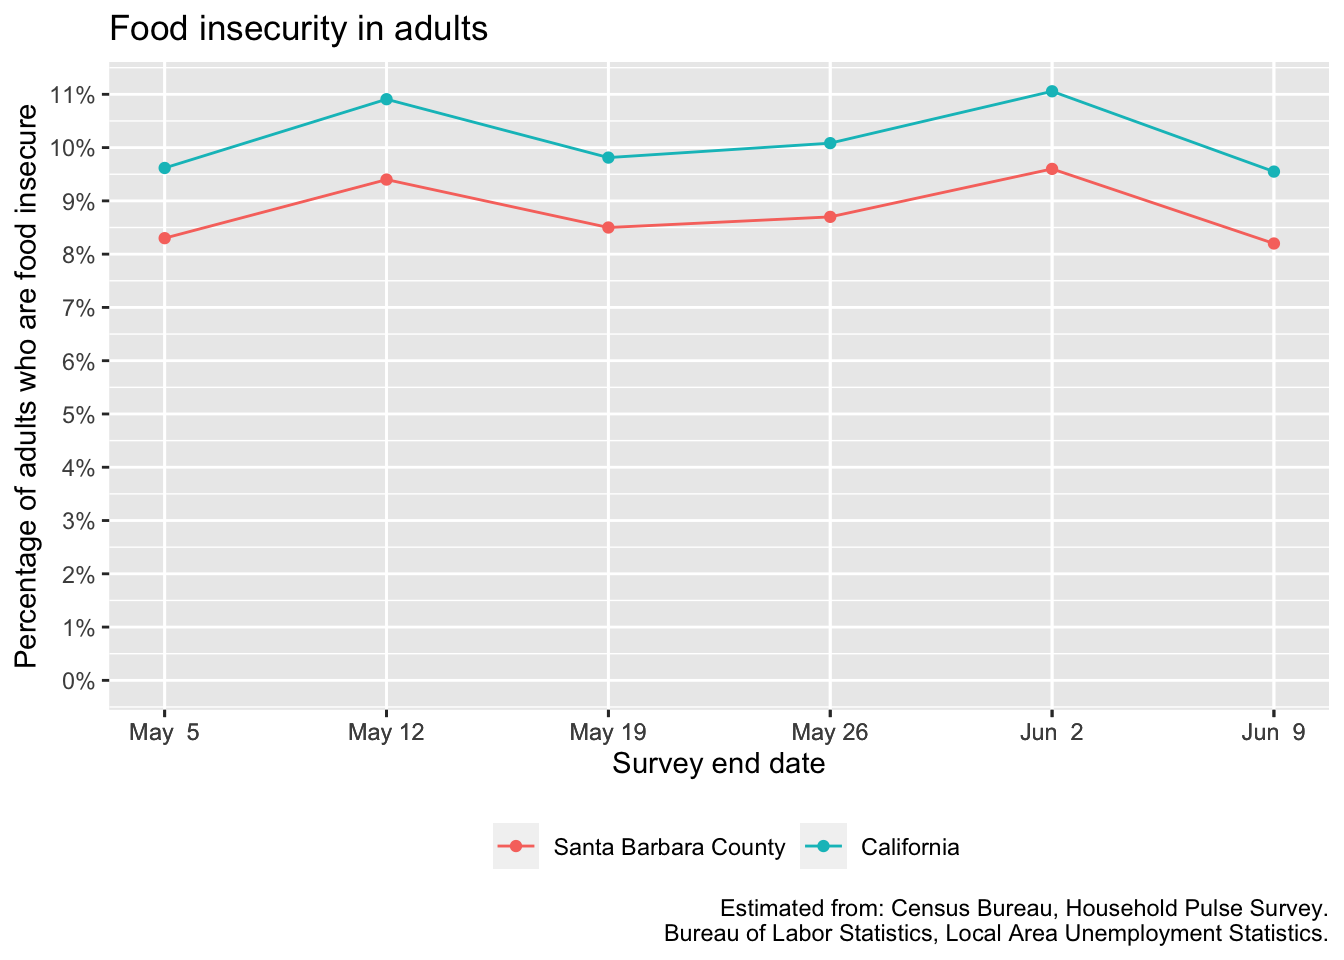 Food insecurity in adults
Percentage of adults who are food insecure
11%
10%
9%
8%
7%
6%
5%
4%
3%
2%
1%
0%
May  5 May 12 May 19 May 26 Jun  2 Jun  9
Survey end date
Santa Barbara County California
Estimated from: Census Bureau, Household Pulse Survey.
Bureau of Labor Statistics, Local Area Unemployment Statistics.